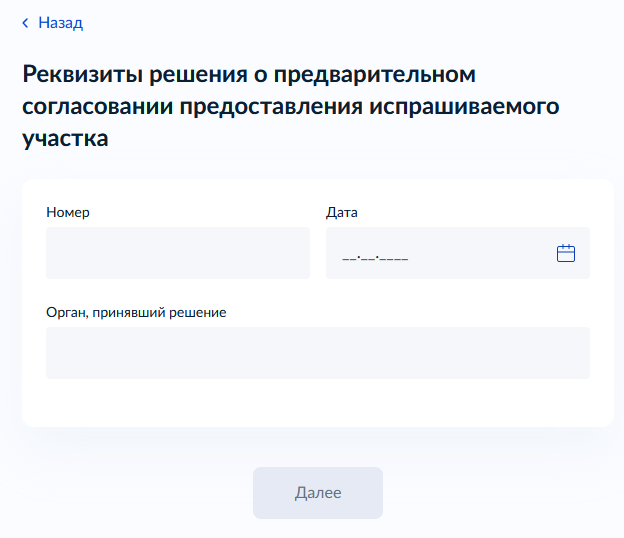 Назад
Реквизиты решения о предварительном
согласовании предоставления испрашиваемого
участка
Номер
Дата
__.__.____
Орган, принявший решение
Далее